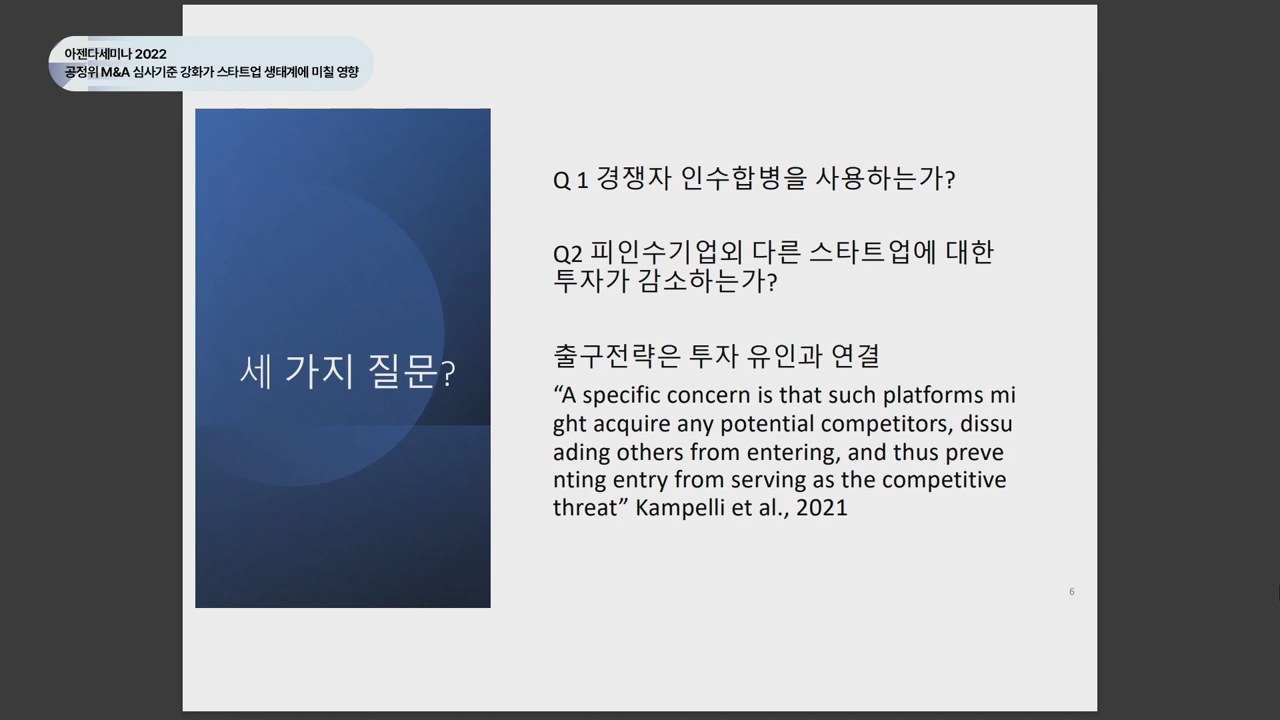 아젠다세미나 2022
공정위 M&A 심사기준 강화가 스타트업 생태계에 미칠 영향
세 가지 질문?
Q 1 경쟁자 인수합병을 사용하는가?
Q2 피인수기업외 다른 스타트업에 대한
투자가 감소하는가?
출구전략은 투자 유인과 연결
“A specific concern is that such platforms mi
ght acquire any potential competitors, dissu
ading others from entering, and thus preve
nting entry from serving as the competitive
threat” Kampelli et al., 2021
6